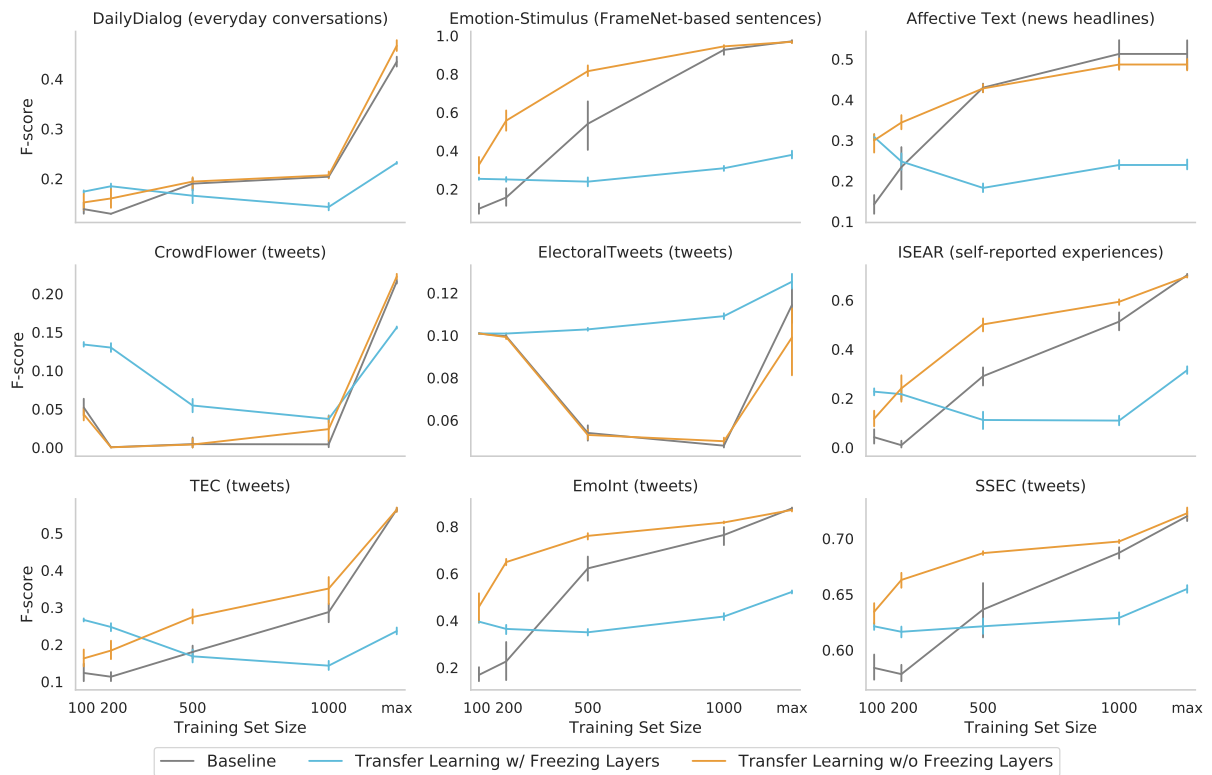 DailyDialog (everyday conversations)
Emotion-Stimulus (FrameNet-based sentences)
Affective Text (news headlines)
F-score
0.4
0.3
0.2
1.0
0.8
0.6
0.4
0.2
0.5
0.4
0.3
0.2
0.1
CrowdFlower (tweets)
ElectoralTweets (tweets)
ISEAR (self-reported experiences)
F-score
0.20
0.15
0.10
0.05
0.00
0.12
0.10
0.08
0.06
0.6
0.4
0.2
0.0
TEC (tweets)
EmoInt (tweets)
SSEC (tweets)
F-score
0.5
0.4
0.3
0.2
0.1
0.8
0.6
0.4
0.2
0.70
0.65
0.60
100 200 500 1000 max
100 200 500 1000 max
100 200 500 1000 max
Training Set Size
Training Set Size
Training Set Size
Baseline
Transfer Learning w/ Freezing Layers
Transfer Learning w/o Freezing Layers